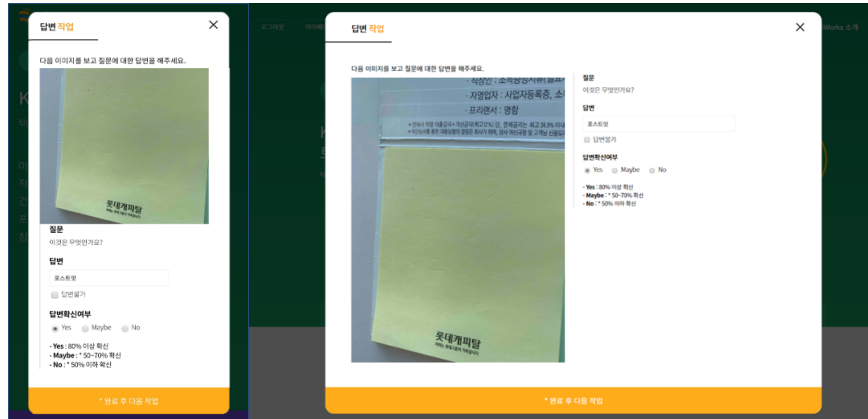 답변 작업
다음 이미지를 보고 질문에 대한 답변을 해주세요.
롯데캐피탈
질문
이것은 무엇인가요?
답변
포스트잇
답변불가
답변확신여부
Yes Maybe No
- Yes : 80% 이상 확신
- Maybe : * 50~70% 확신
- No : * 50% 이하 확신
* 완료 후 다음 작업
로그아웃
답변 작업
Works 소개
다음 이미지를 보고 질문에 대한 답변을 해주세요.
· 자영업자 : 사업자등록증, 소
· 프리랜서 : 명함
롯데캐피탈
질문
이것은 무엇인가요?
답변
포스트잇
답변불가
답변확신여부
Yes Maybe No
- Yes : 80% 이상 확신
- Maybe : * 50~70% 확신
- No : * 50% 이하 확신
* 완료 후 다음 작업